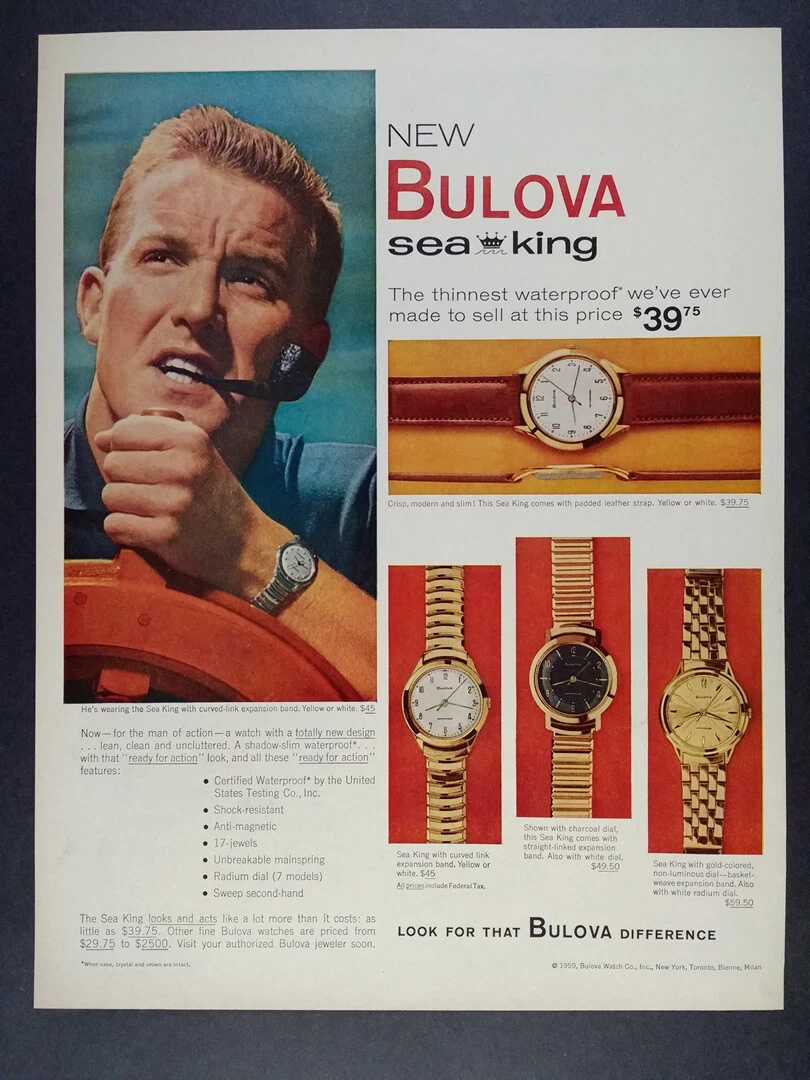 NEW
BULOVA
sea king
The thinnest waterproof* we've ever
made to sell at this price $39.75
Crisp, modern and slim! This Sea King comes with padded leather strap. Yellow or white. $39.75
He's wearing the Sea King with curved-link expansion band. Yellow or white. $45
Now—for the man of action—a watch with a totally new design
. . . lean, clean and uncluttered. A shadow-slim waterproof*. . .
with that "ready for action" look, and all these "ready for action"
features:
• Certified Waterproof* by the United
States Testing Co., Inc.
• Shock-resistant
• Anti-magnetic
• 17-jewels
• Unbreakable mainspring
• Radium dial (7 models)
• Sweep second-hand
The Sea King looks and acts like a lot more than it costs: as
little as $39.75. Other fine Bulova watches are priced from
$29.75 to $2500. Visit your authorized Bulova jeweler soon.
*When case, crystal and crown are intact.
Sea King with curved link
expansion band. Yellow or
white. $45
All prices include Federal Tax.
Shown with charcoal dial,
this Sea King comes with
straight-linked expansion
band. Also with white dial.
$49.50
Sea King with gold-colored,
non-luminous dial—basket-
weave expansion band. Also
with white radium dial.
$59.50
LOOK FOR THAT BULOVA DIFFERENCE
© 1959, Bulova Watch Co., Inc., New York, Toronto, Bienne, Milan